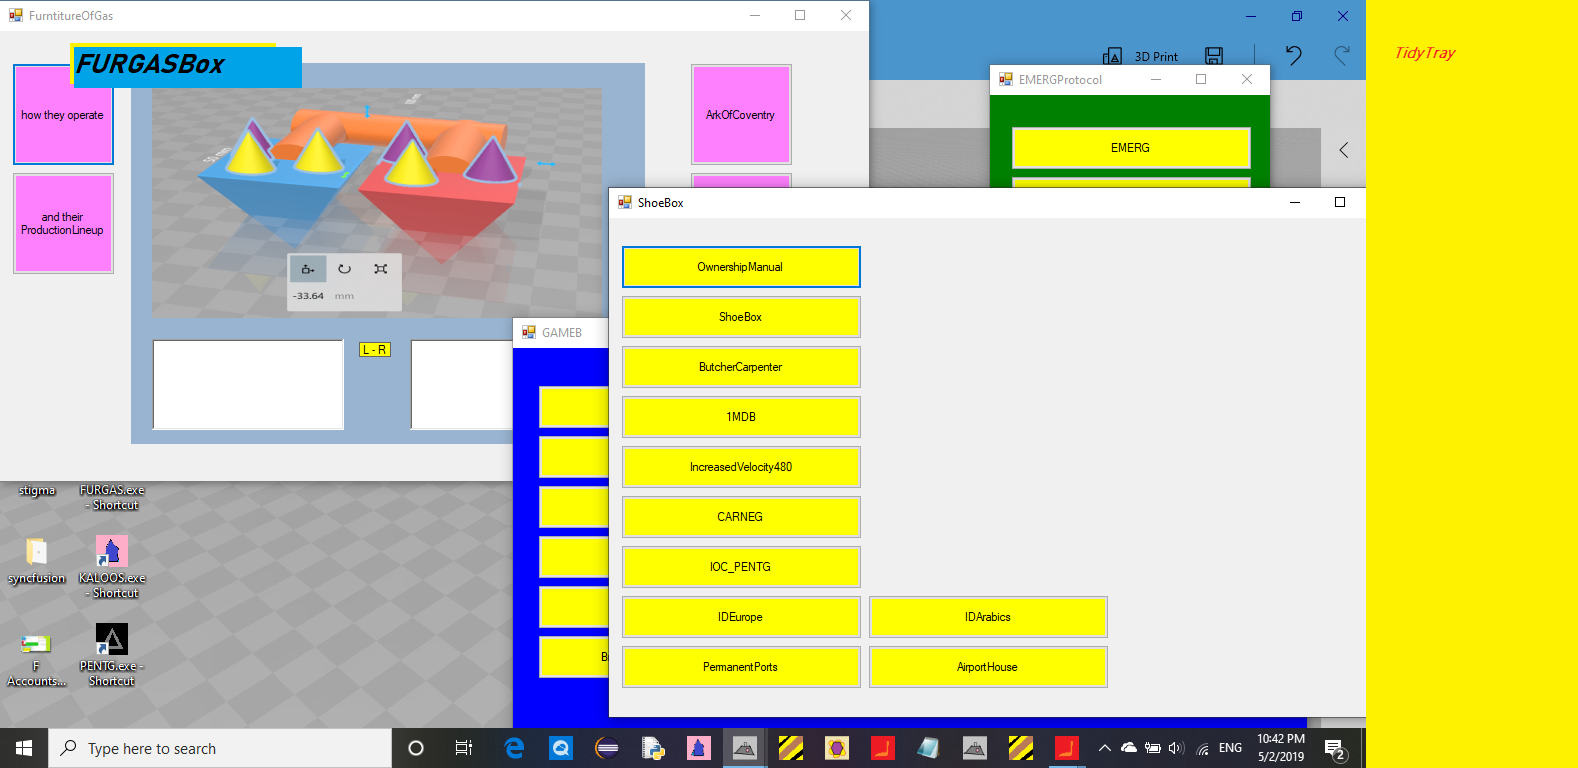 FurntitureOfGas
FURGASBox
how they operate
and their
ProductionLineup
ArkOfCoventry
-33.64 mm
L - R
3D Print
TidyTray
EMERGProtocol
EMERG
GAMEB
ShoeBox
OwnershipManual
ShoeBox
ButcherCarpenter
1MDB
IncreasedVelocity480
CARNEG
IOC_PENTG
IDEurope
IDArabics
PermanentPorts
AirportHouse
stigma
FURGAS.exe
- Shortcut
syncfusion
KALOOS.exe
- Shortcut
F
Accounts...
PENTG.exe -
Shortcut
Type here to search
ENG
10:42 PM
5/2/2019
2